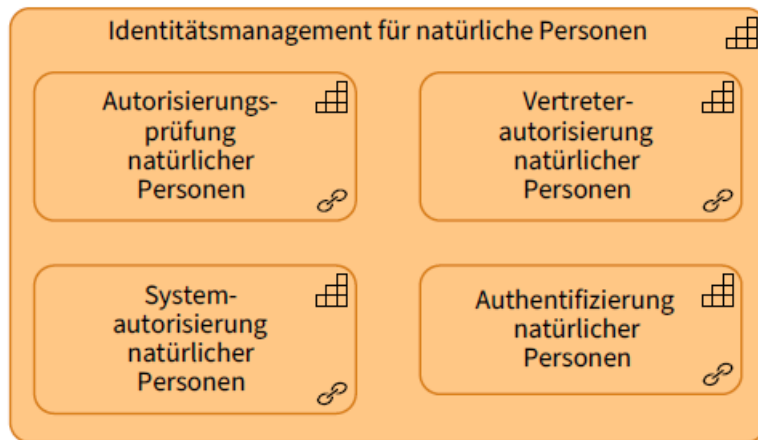 Identitätsmanagement für natürliche Personen
Autorisierungs-
prüfung
natürlicher
Personen
Vertreter-
autorisierung
natürlicher
Personen
System-
autorisierung
natürlicher
Personen
Authentifizierung
natürlicher
Personen